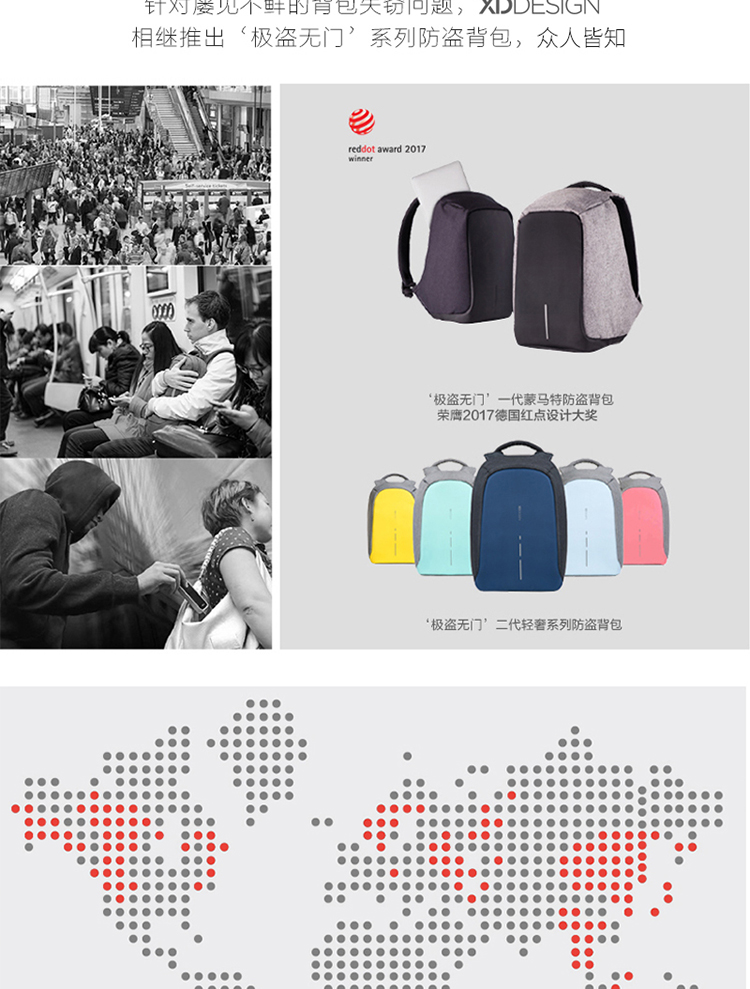 针对屡见不鲜的背包失窃问题，XDDESIGN
相继推出‘极盗无门’系列防盗背包，众人皆知
Self-service tickets
reddot award 2017
winner
‘极盗无门’一代蒙马特防盗背包
荣膺2017德国红点设计大奖
‘极盗无门’二代轻奢系列防盗背包